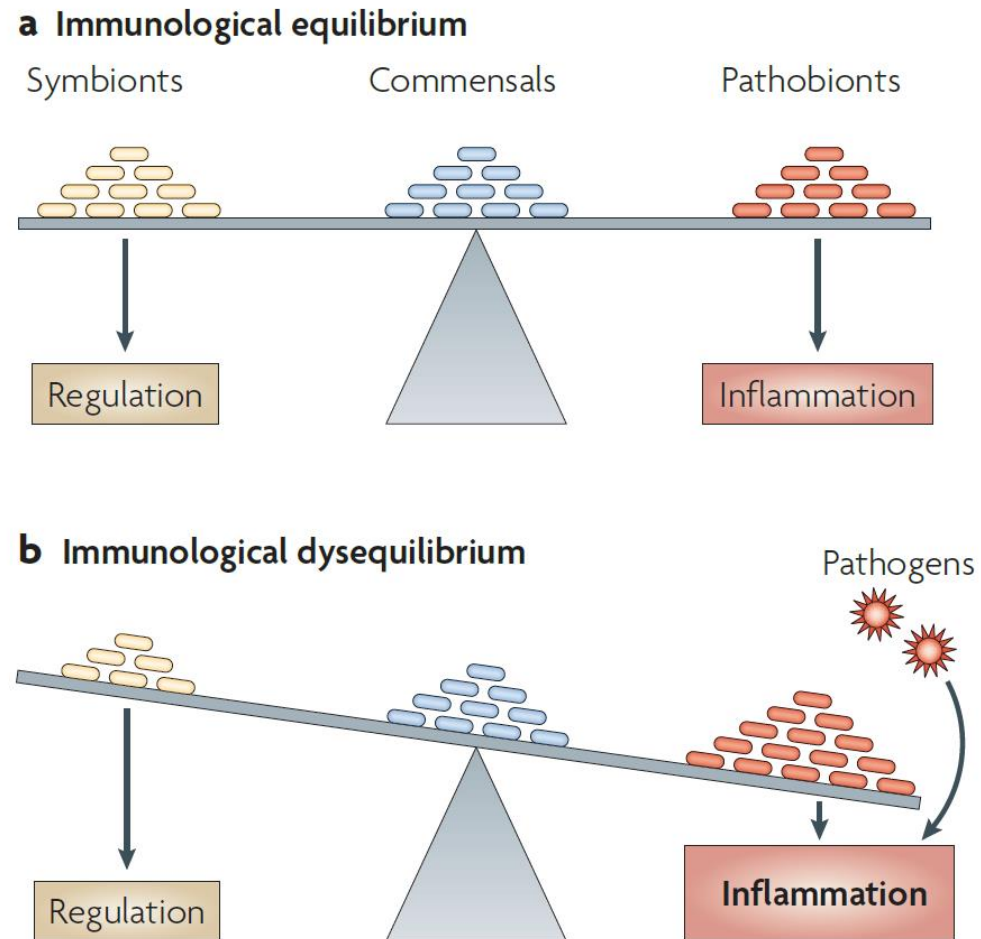 a Immunological equilibrium
Symbionts Commensals Pathobionts
Regulation Inflammation
b Immunological dysequilibrium
Pathogens
Inflammation
Regulation